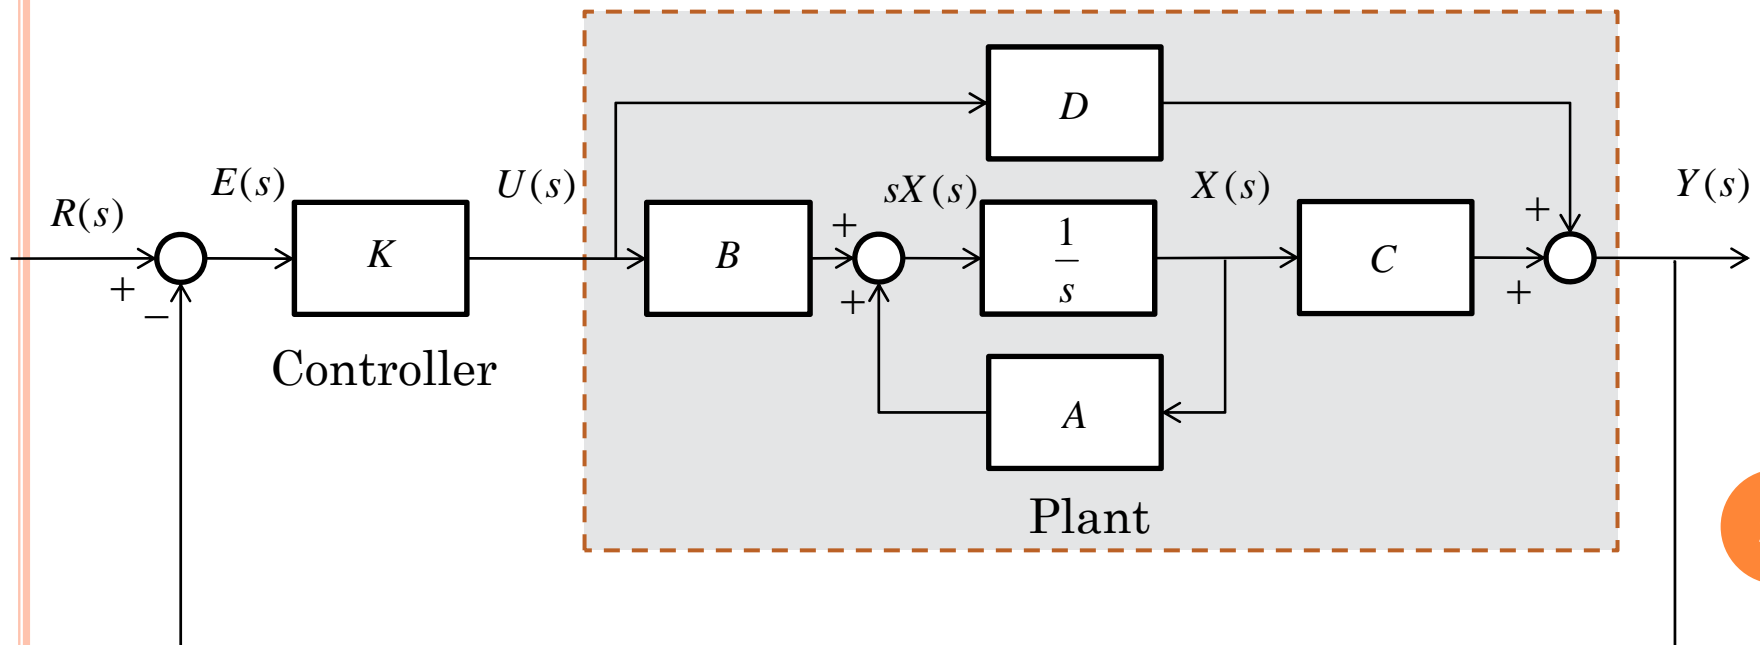 D
E(s)
U(s)
sX(s)
X(s)
Y(s)
R(s)
+
+
K
B
1
s
C
+
−
+
+
Controller
A
Plant